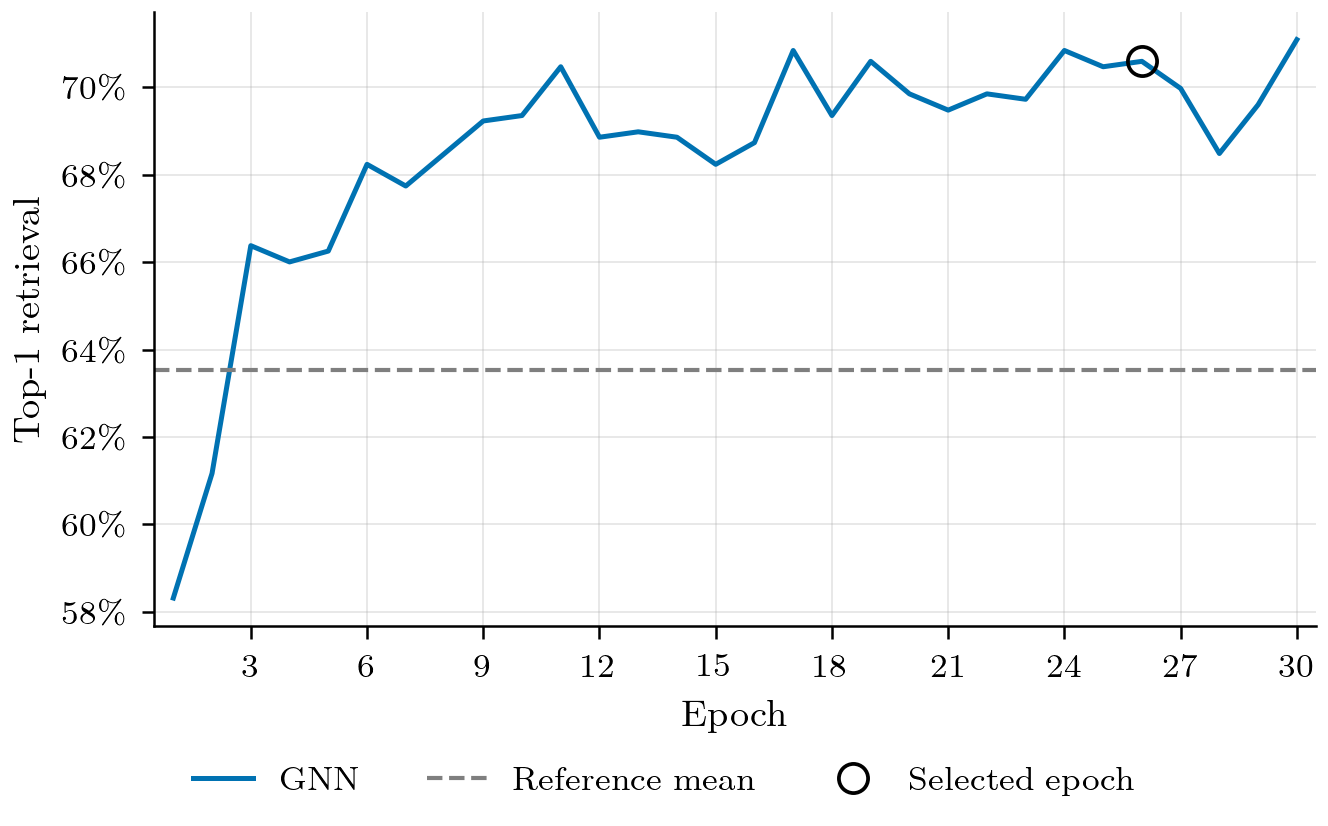 70%
68%
66%
64%
62%
60%
58%
Top-1 retrieval
3 6 9 12 15 18 21 24 27 30
Epoch
GNN Reference mean Selected epoch